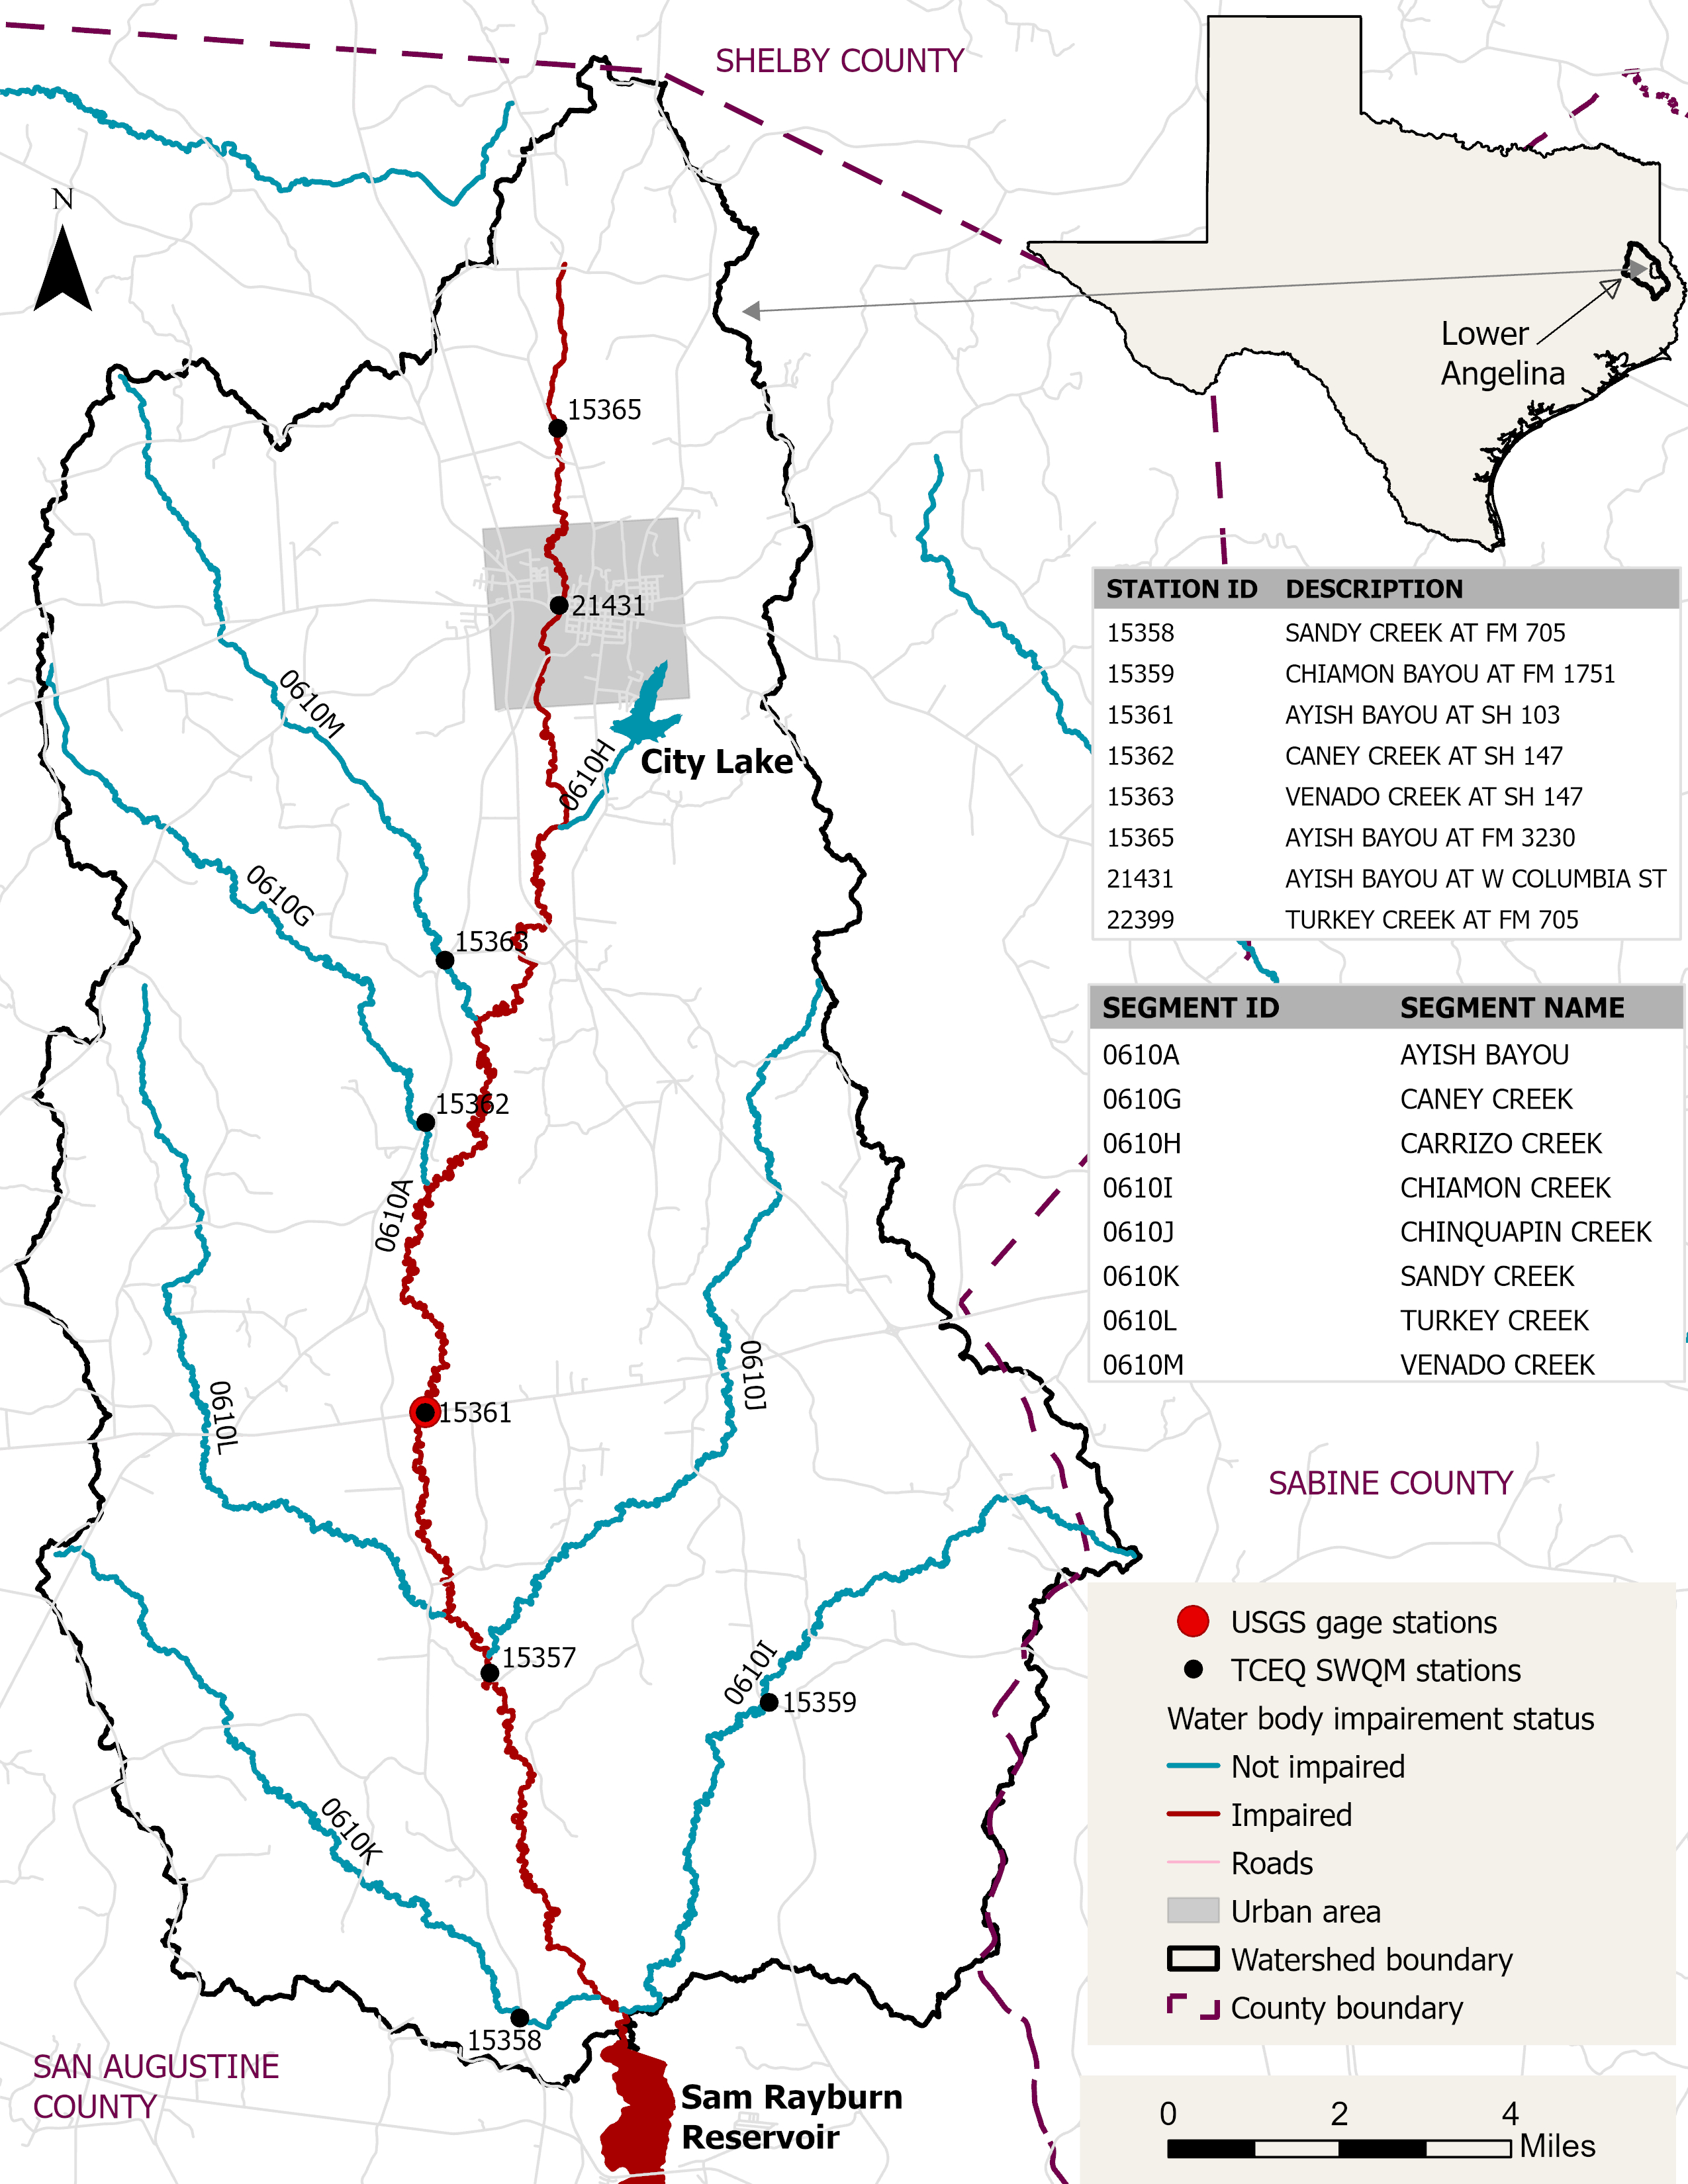 SHELBY COUNTY
N
Lower
Angelina
15365
21431
0610M
0610H
City Lake
0610G
15363
15362
0610A
0610L
0610J
15361
15357
0610I
15359
0610K
15358
SAN AUGUSTINE
COUNTY
Sam Rayburn
Reservoir
STATION ID DESCRIPTION
15358 SANDY CREEK AT FM 705
15359 CHIAMON BAYOU AT FM 1751
15361 AYISH BAYOU AT SH 103
15362 CANEY CREEK AT SH 147
15363 VENADO CREEK AT SH 147
15365 AYISH BAYOU AT FM 3230
21431 AYISH BAYOU AT W COLUMBIA ST
22399 TURKEY CREEK AT FM 705
SEGMENT ID SEGMENT NAME
0610A AYISH BAYOU
0610G CANEY CREEK
0610H CARRIZO CREEK
0610I CHIAMON CREEK
0610J CHINQUAPIN CREEK
0610K SANDY CREEK
0610L TURKEY CREEK
0610M VENADO CREEK
SABINE COUNTY
USGS gage stations
TCEQ SWQM stations
Water body impairement status
Not impaired
Impaired
Roads
Urban area
Watershed boundary
County boundary
0 2 4
Miles